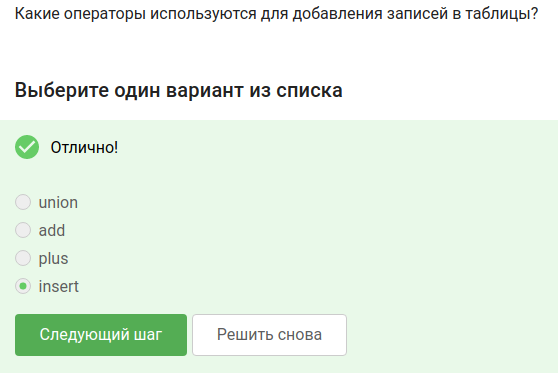 Какие операторы используются для добавления записей в таблицы?
Выберите один вариант из списка
Отлично!
union
add
plus
insert
Следующий шаг
Решить снова